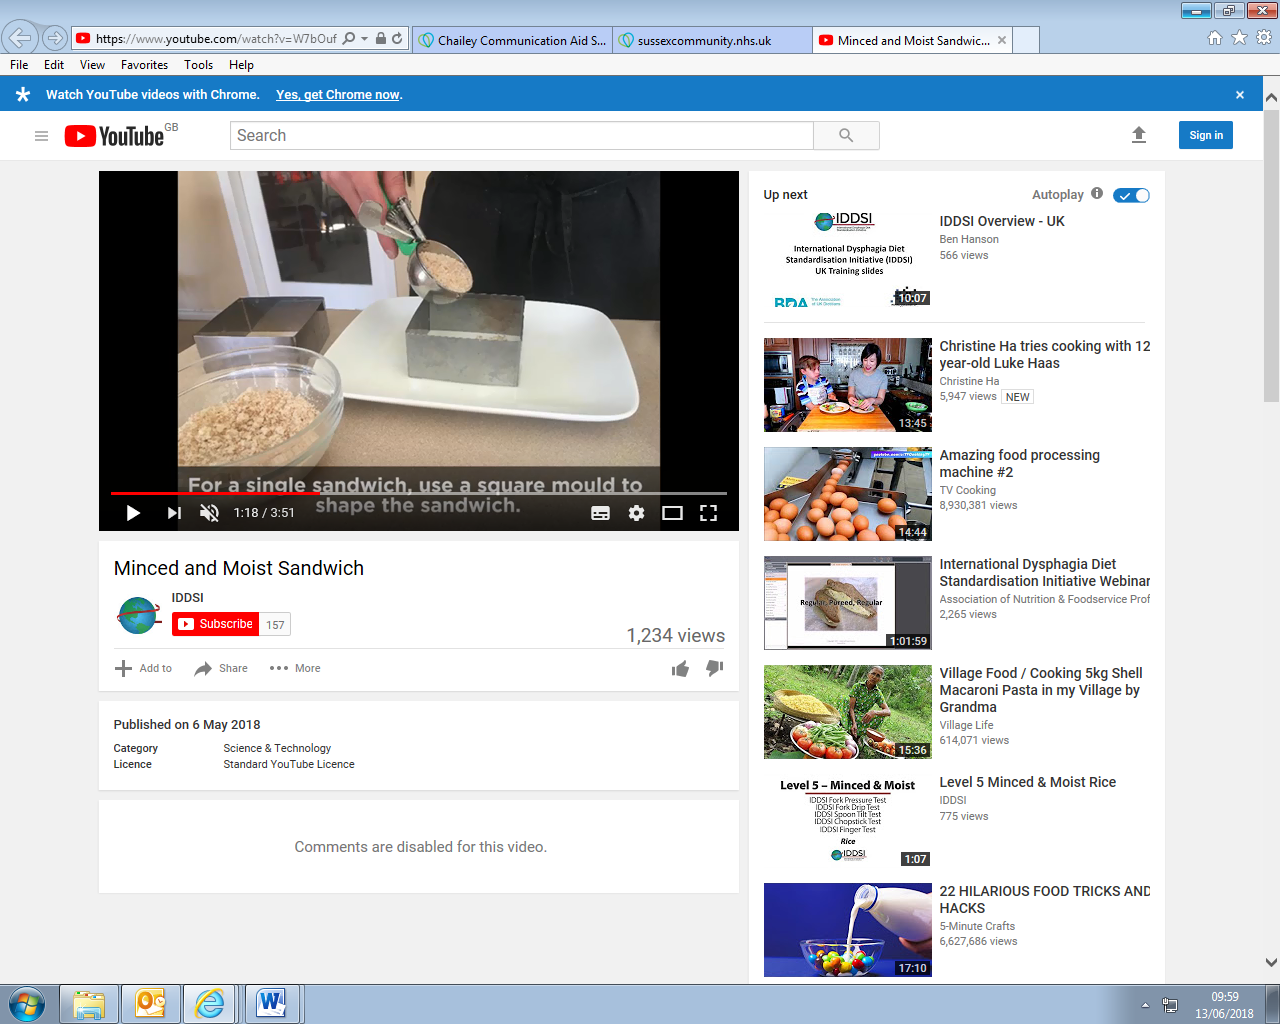 https://www.youtube.com/watch?v=W7bOuf
Chailey Communication Aid S...
sussexcommunity.nhs.uk
Minced and Moist Sandwic...
File Edit View Favorites Tools Help
Watch YouTube videos with Chrome. Yes, get Chrome now.
YouTube GB
Search
Sign in
For a single sandwich, use a square mould to
shape the sandwich.
1:18 / 3:51
Minced and Moist Sandwich
IDDSI
Subscribe 157
1,234 views
Add to Share More
Published on 6 May 2018
Category Science & Technology
Licence Standard YouTube Licence
Comments are disabled for this video.
Up next Autoplay
IDDSI
International Dysphagia Diet
Standardisation Initiative (IDDSI)
UK Training slides
BDA
10:07
IDDSI Overview - UK
Ben Hanson
566 views
13:45
Christine Ha tries cooking with 12
year-old Luke Haas
Christine Ha
5,947 views NEW
14:44
Amazing food processing
machine #2
TV Cooking
8,930,381 views
Regular, Pureed, Regular
1:01:59
International Dysphagia Diet
Standardisation Initiative Webinar
Association of Nutrition & Foodservice Prof
2,265 views
15:36
Village Food / Cooking 5kg Shell
Macaroni Pasta in my Village by
Grandma
Village Life
614,071 views
Level 5 – Minced & Moist
IDDSI Fork Pressure Test
IDDSI Fork Drip Test
IDDSI Spoon Tilt Test
IDDSI Chopstick Test
IDDSI Finger Test
Rice
IDDSI
1:07
Level 5 Minced & Moist Rice
IDDSI
775 views
17:10
22 HILARIOUS FOOD TRICKS AND
HACKS
5-Minute Crafts
6,627,686 views
09:59
13/06/2018